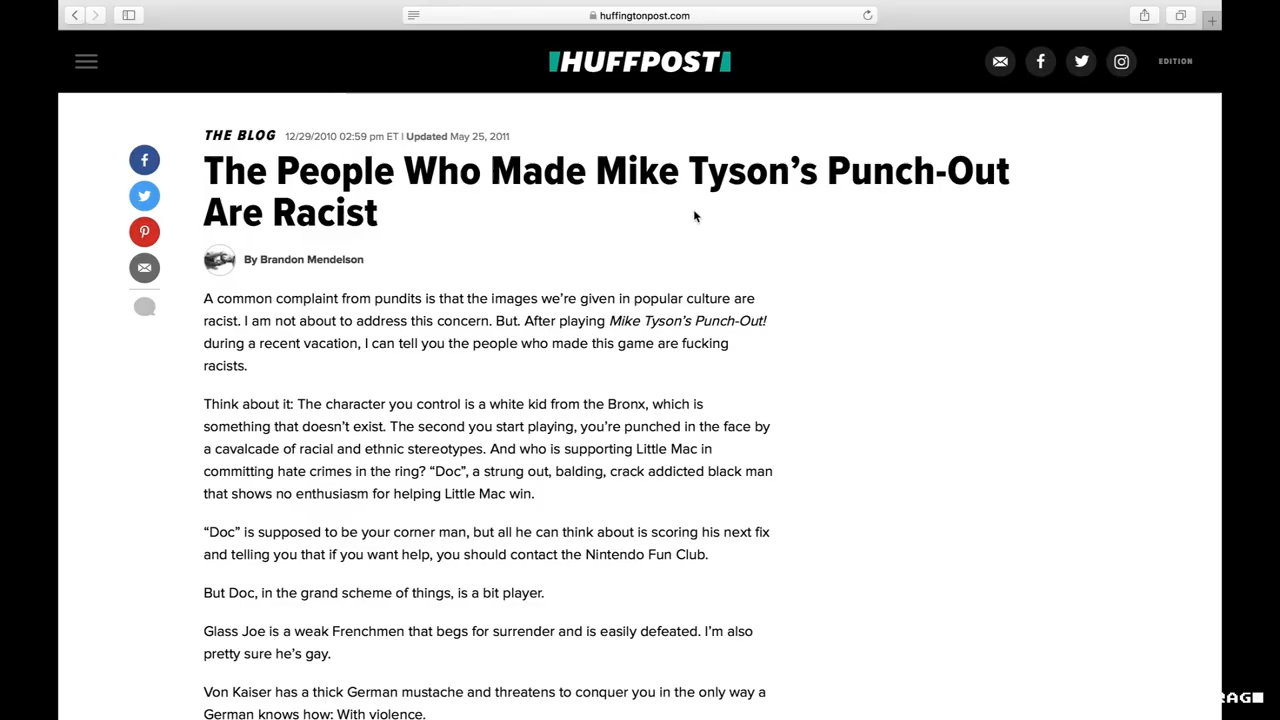 huffingtonpost.com
HUFFPOST
EDITION
THE BLOG 12/29/2010 02:59 pm ET | Updated May 25, 2011
The People Who Made Mike Tyson’s Punch-Out
Are Racist
By Brandon Mendelson
A common complaint from pundits is that the images we’re given in popular culture are
racist. I am not about to address this concern. But. After playing Mike Tyson’s Punch-Out!
during a recent vacation, I can tell you the people who made this game are fucking
racists.
Think about it: The character you control is a white kid from the Bronx, which is
something that doesn’t exist. The second you start playing, you’re punched in the face by
a cavalcade of racial and ethnic stereotypes. And who is supporting Little Mac in
committing hate crimes in the ring? “Doc”, a strung out, balding, crack addicted black man
that shows no enthusiasm for helping Little Mac win.
“Doc” is supposed to be your corner man, but all he can think about is scoring his next fix
and telling you that if you want help, you should contact the Nintendo Fun Club.
But Doc, in the grand scheme of things, is a bit player.
Glass Joe is a weak Frenchmen that begs for surrender and is easily defeated. I’m also
pretty sure he’s gay.
Von Kaiser has a thick German mustache and threatens to conquer you in the only way a
RAG
German knows how: With violence.